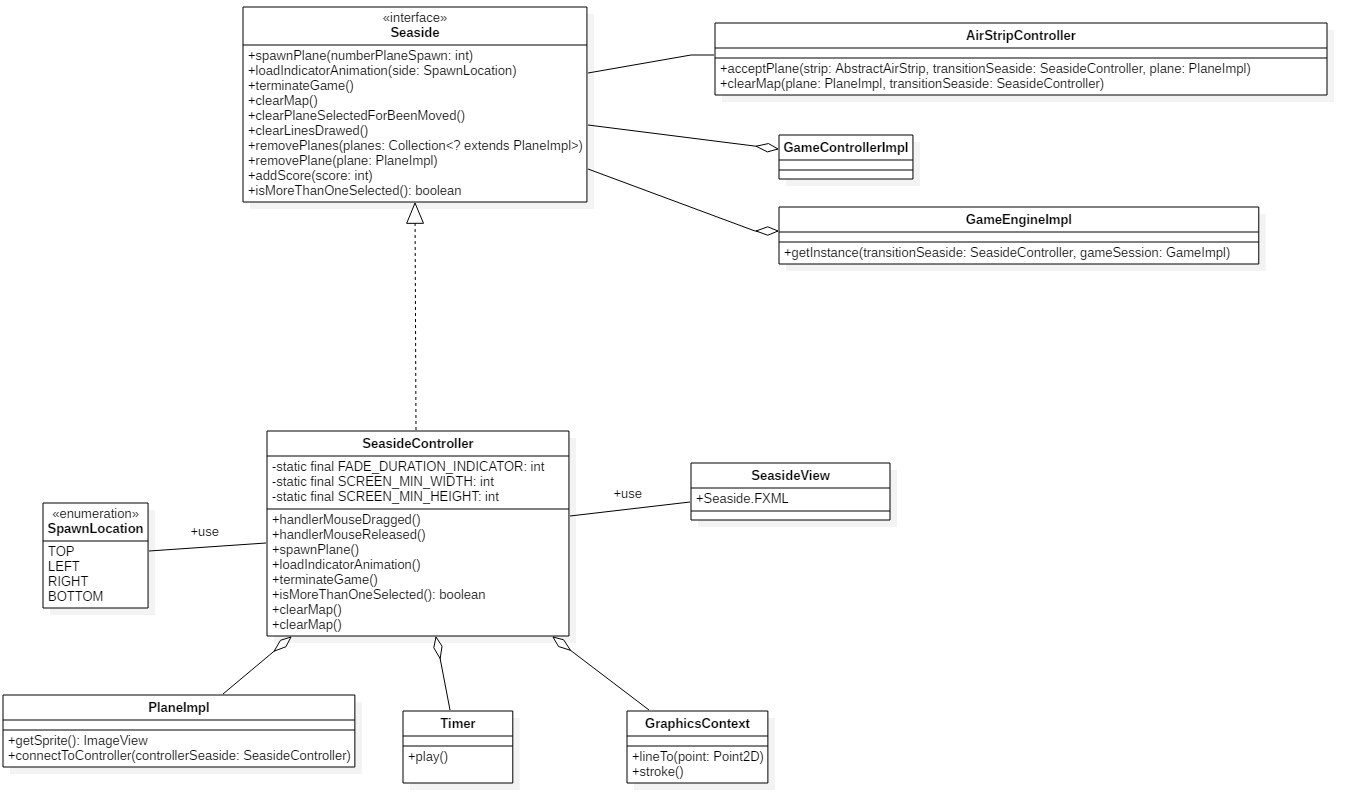 «interface»
Seaside
+spawnPlane(numberPlaneSpawn: int)
+loadIndicatorAnimation(side: SpawnLocation)
+terminateGame()
+clearMap()
+clearPlaneSelectedForBeenMoved()
+clearLinesDrawed()
+removePlanes(planes: Collection<? extends PlaneImpl>)
+removePlane(plane: PlaneImpl)
+addScore(score: int)
+isMoreThanOneSelected(): boolean
AirStripController
+acceptPlane(strip: AbstractAirStrip, transitionSeaside: SeasideController, plane: PlaneImpl)
+clearMap(plane: PlaneImpl, transitionSeaside: SeasideController)
GameControllerImpl
GameEngineImpl
+getInstance(transitionSeaside: SeasideController, gameSession: GameImpl)
SeasideController
-static final FADE_DURATION_INDICATOR: int
-static final SCREEN_MIN_WIDTH: int
-static final SCREEN_MIN_HEIGHT: int
+handlerMouseDragged()
+handlerMouseReleased()
+spawnPlane()
+loadIndicatorAnimation()
+terminateGame()
+isMoreThanOneSelected(): boolean
+clearMap()
+clearMap()
+use
SeasideView
+Seaside.FXML
«enumeration»
SpawnLocation
TOP
LEFT
RIGHT
BOTTOM
+use
PlaneImpl
+getSprite(): ImageView
+connectToController(controllerSeaside: SeasideController)
Timer
+play()
GraphicsContext
+lineTo(point: Point2D)
+stroke()